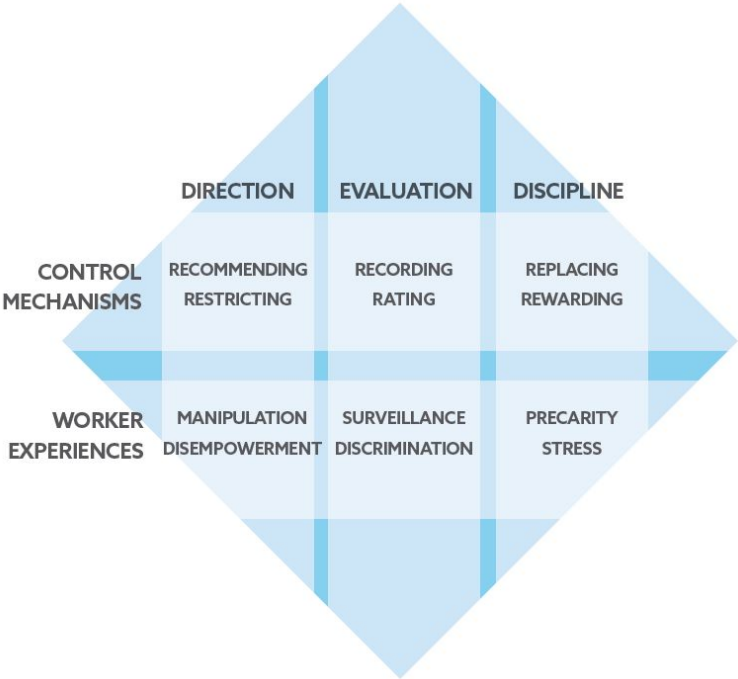 DIRECTION EVALUATION DISCIPLINE
CONTROL MECHANISMS
RECOMMENDING RESTRICTING
RECORDING RATING
REPLACING REWARDING
WORKER EXPERIENCES
MANIPULATION DISEMPOWERMENT
SURVEILLANCE DISCRIMINATION
PRECARITY STRESS